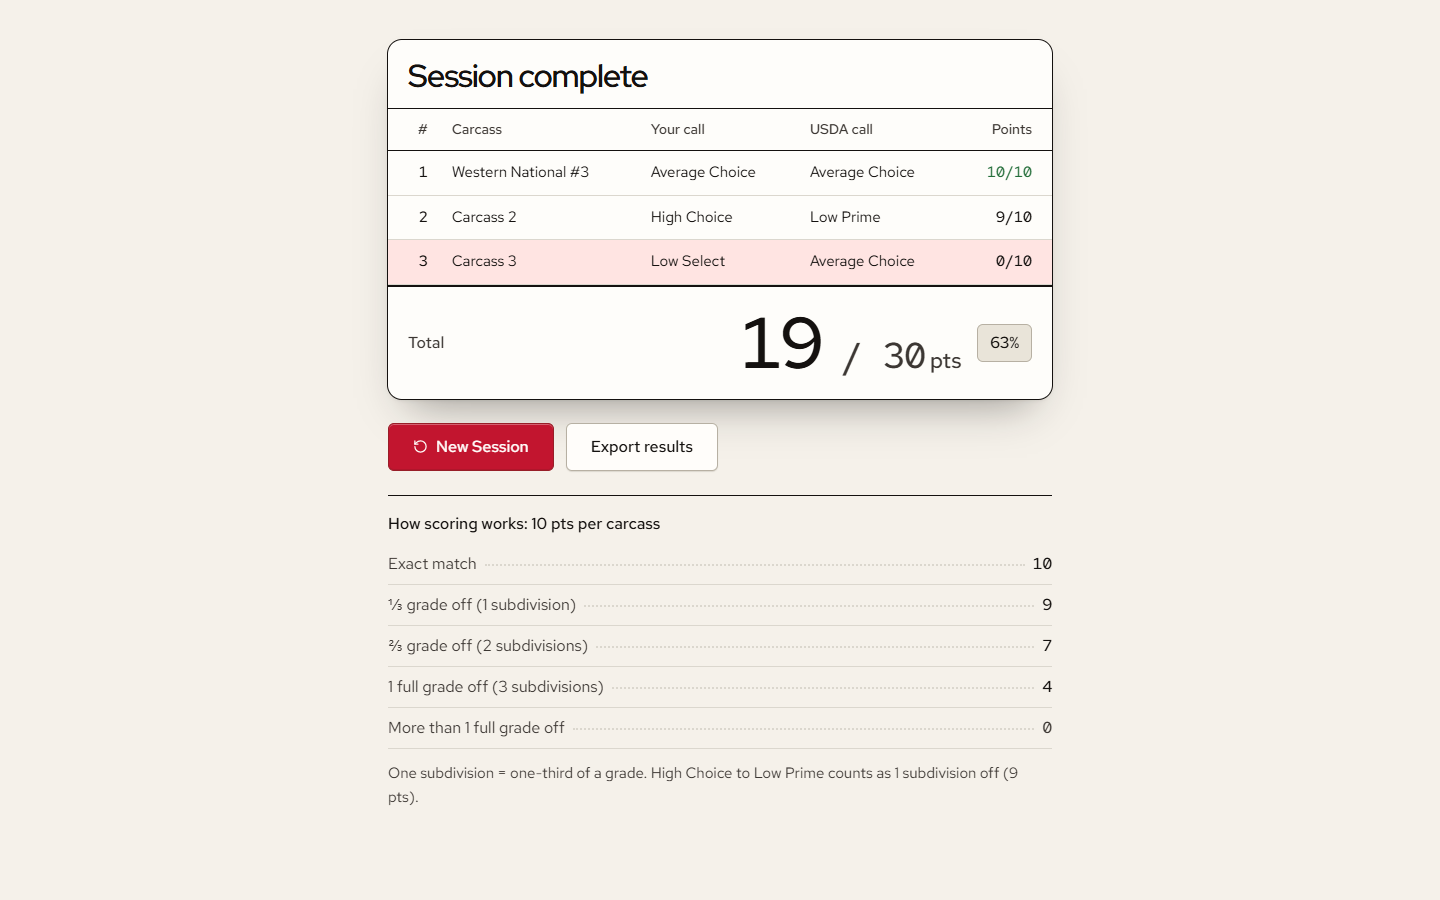 Session complete
# Carcass Your call USDA call Points
1 Western National #3 Average Choice Average Choice 10/10
2 Carcass 2 High Choice Low Prime 9/10
3 Carcass 3 Low Select Average Choice 0/10
Total 19 / 30 pts 63%
New Session Export results
How scoring works: 10 pts per carcass
Exact match 10
⅓ grade off (1 subdivision) 9
⅔ grade off (2 subdivisions) 7
1 full grade off (3 subdivisions) 4
More than 1 full grade off 0
One subdivision = one-third of a grade. High Choice to Low Prime counts as 1 subdivision off (9
pts).